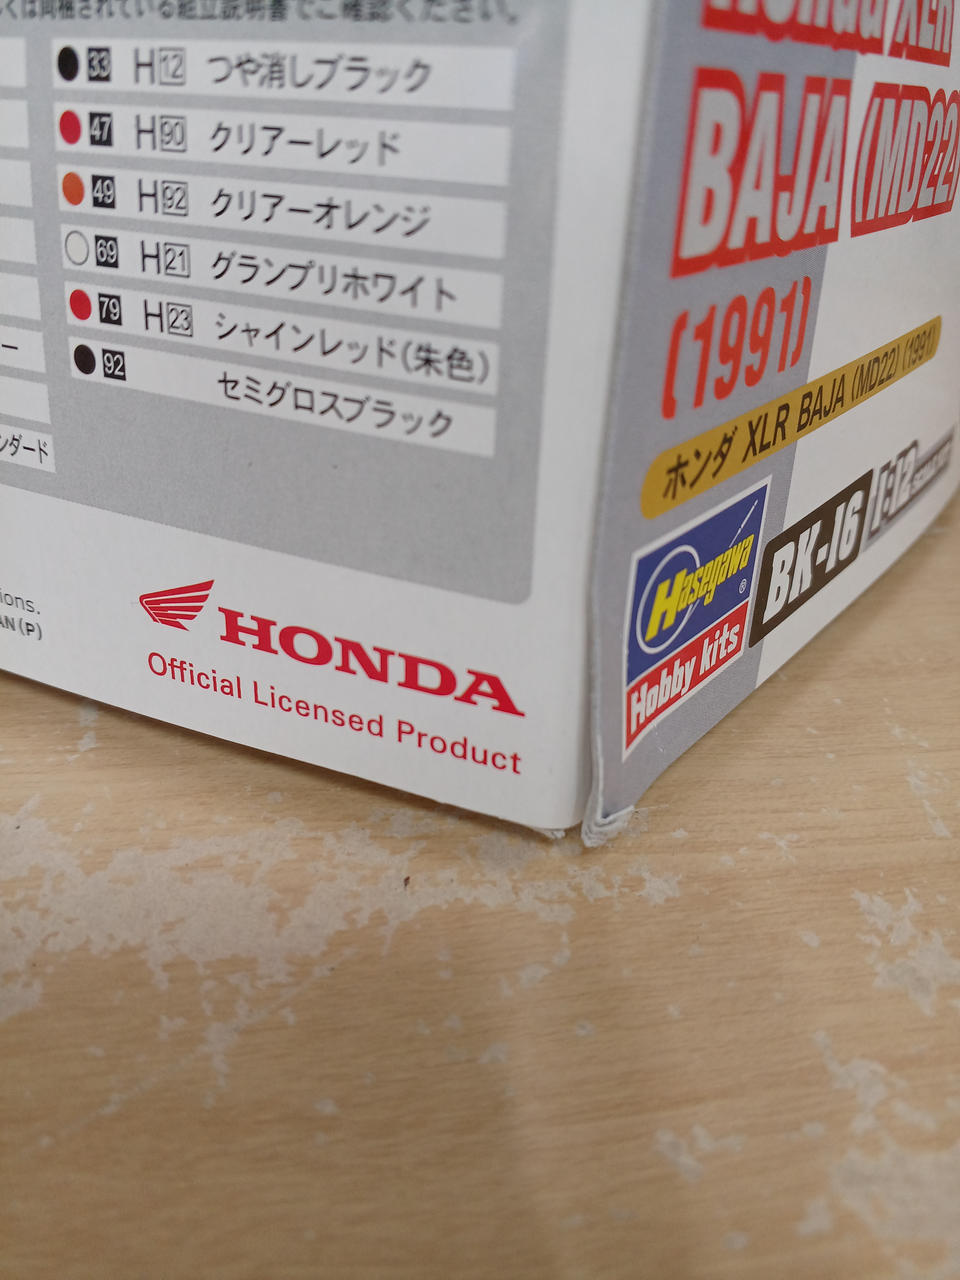 くは同梱されている組立説明書でご確認ください。
33 H12 つや消しブラック
47 H90 クリアーレッド
49 H92 クリアーオレンジ
69 H21 グランプリホワイト
79 H23 シャインレッド(朱色)
92 セミグロスブラック
ー
ンダード
ions.
AN(P)
HONDA
Official Licensed Product
Honda XLR
BAJA (MD22)
(1991)
ホンダ XLR BAJA (MD22) (1991)
Hasegawa
®
Hobby kits
BK-16
1:12